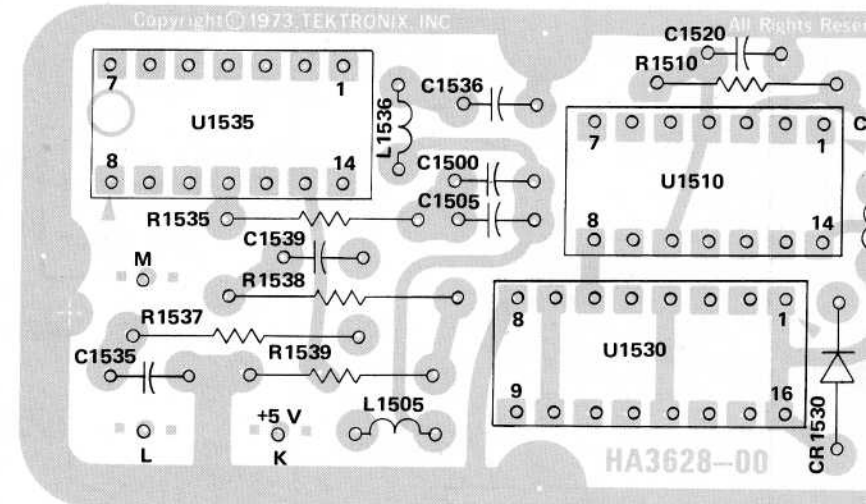 Copyright © 1973, TEKTRONIX, INC
All Rights Rese
C1520
R1510
7
1
U1535
8
14
L1536
C1536
C1500
C1505
7
1
C
U1510
8
14
R1535
C1539
M
R1538
R1537
R1539
C1535
8
1
U1530
9
16
CR1530
+5 V
L1505
L
K
HA3628-00